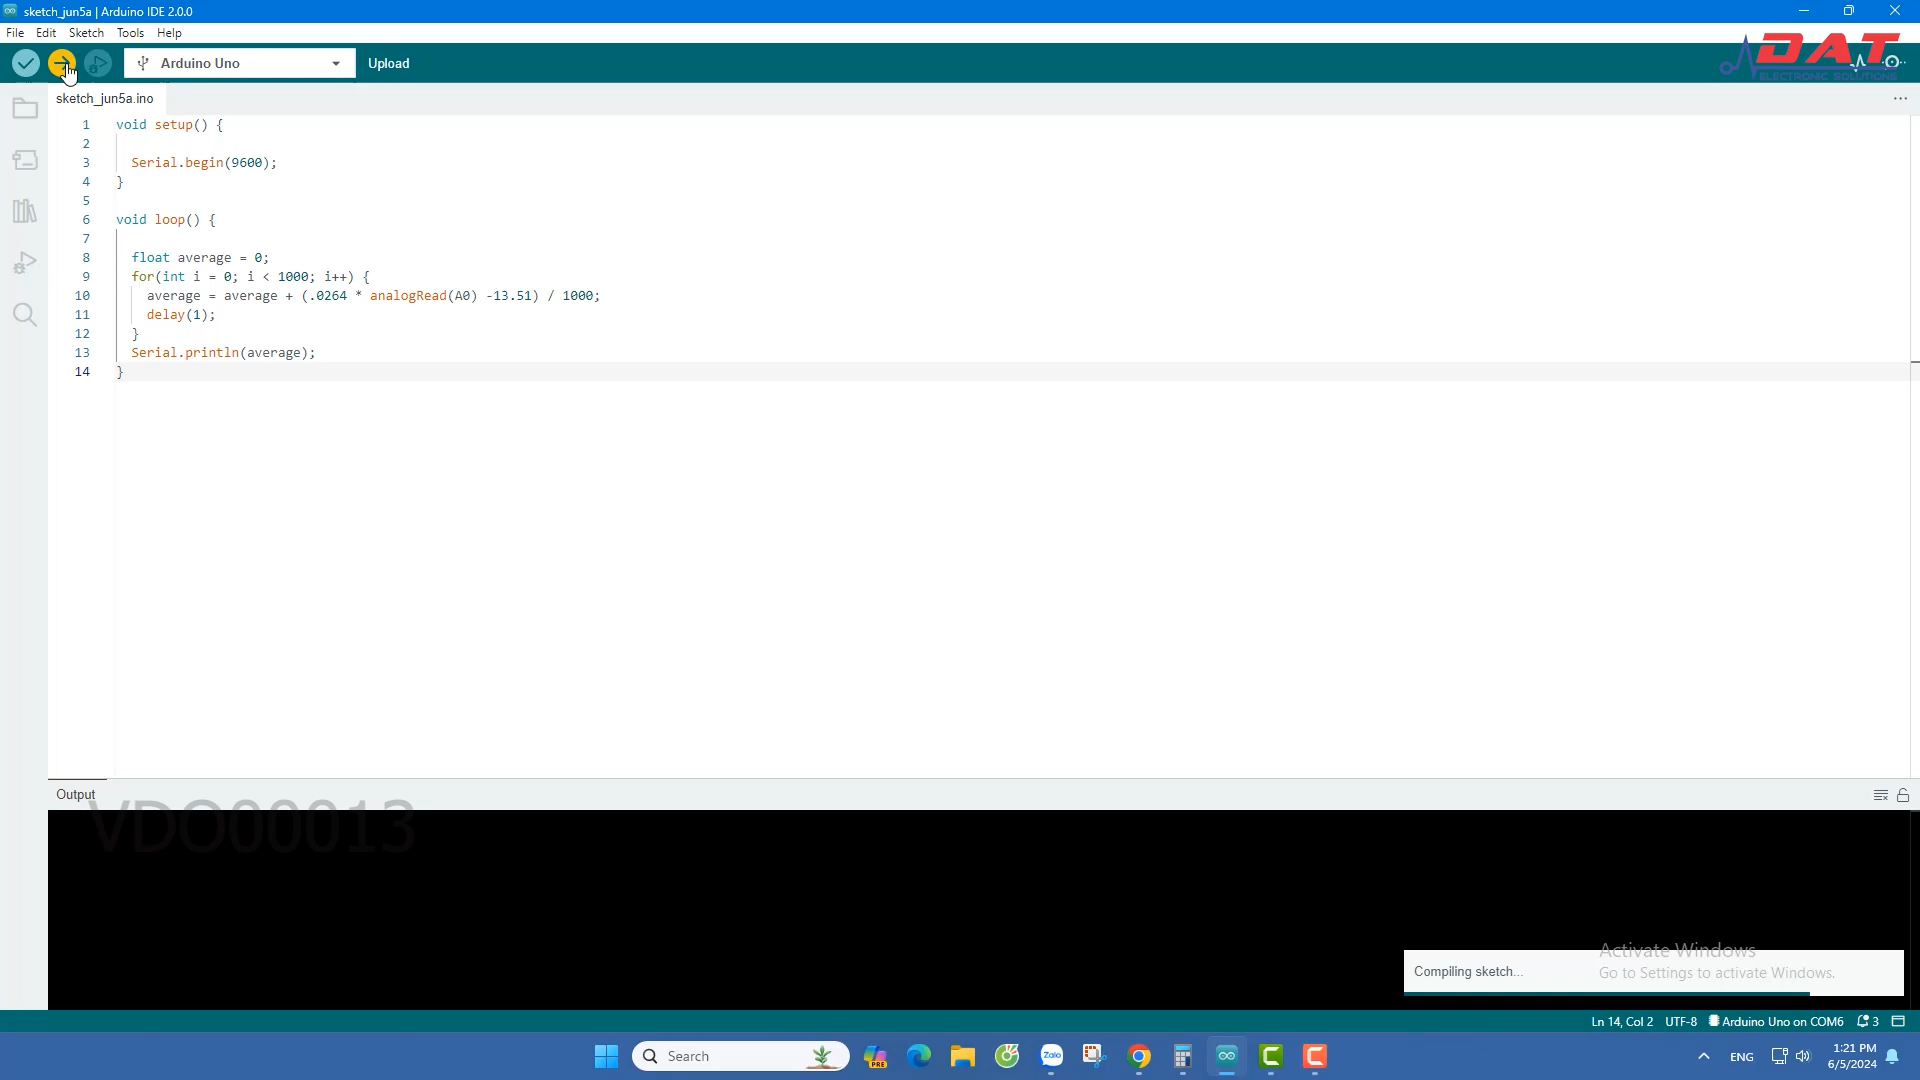 sketch_jun5a | Arduino IDE 2.0.0
File Edit Sketch Tools Help
Arduino Uno
Upload
DAT
ELECTRONIC SOLUTIONS
sketch_jun5a.ino
1 void setup() {
2
3 Serial.begin(9600);
4 }
5
6 void loop() {
7
8 float average = 0;
9 for(int i = 0; i < 1000; i++) {
10 average = average + (.0264 * analogRead(A0) -13.51) / 1000;
11 delay(1);
12 }
13 Serial.println(average);
14 }
Output
VDO00013
Activate Windows
Compiling sketch...
Go to Settings to activate Windows.
Ln 14, Col 2 UTF-8 Arduino Uno on COM6 3
Search
PRE
Zalo
ENG
1:21 PM
6/5/2024